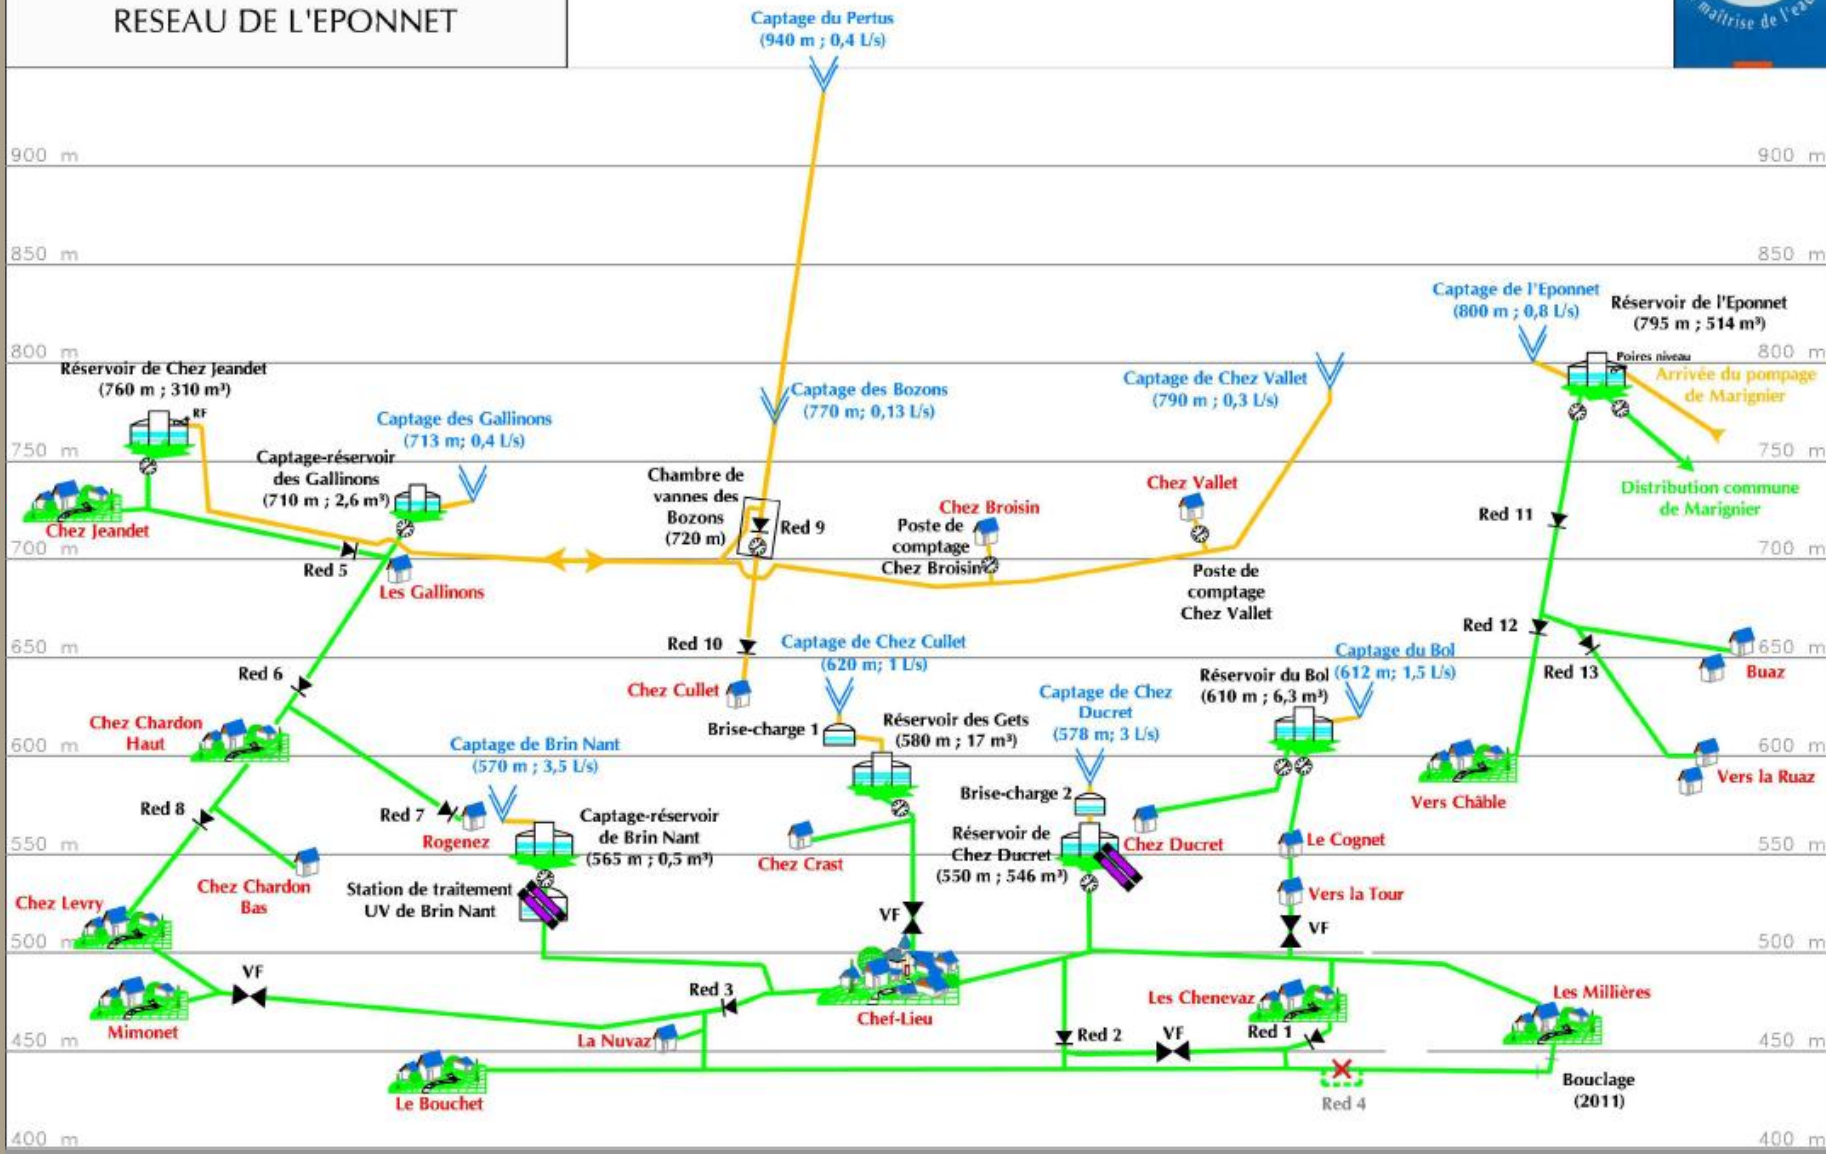 RESEAU DE L'EPONNET
maîtrise de l'eau
Captage du Pertus
(940 m ; 0,4 L/s)
900 m
900 m
850 m
850 m
Captage de l'Eponnet
(800 m ; 0,8 L/s)
Réservoir de l'Eponnet
(795 m ; 514 m³)
800 m
800 m
Poires niveau
Arrivée du pompage
de Marignier
Réservoir de Chez Jeandet
(760 m ; 310 m³)
RF
Captage des Gallinons
(713 m; 0,4 L/s)
Captage des Bozons
(770 m; 0,13 L/s)
Captage de Chez Vallet
(790 m ; 0,3 L/s)
750 m
750 m
Captage-réservoir
des Gallinons
(710 m ; 2,6 m³)
Chambre de
vannes des
Bozons
(720 m)
Red 9
Chez Broisin
Poste de
comptage
Chez Broisin
Chez Vallet
Poste de
comptage
Chez Vallet
Distribution commune
de Marignier
Red 11
Chez Jeandet
700 m
700 m
Red 5
Les Gallinons
650 m
650 m
Red 10
Chez Cullet
Captage de Chez Cullet
(620 m; 1 L/s)
Captage du Bol
(612 m; 1,5 L/s)
Réservoir du Bol
(610 m ; 6,3 m³)
Red 12
Red 13
Buaz
Red 6
Chez Chardon
Haut
Brise-charge 1
Réservoir des Gets
(580 m ; 17 m³)
Captage de Chez
Ducret
(578 m; 3 L/s)
600 m
600 m
Captage de Brin Nant
(570 m ; 3,5 L/s)
Vers Châble
Vers la Ruaz
Red 8
Red 7
Rogenez
Captage-réservoir
de Brin Nant
(565 m ; 0,5 m³)
Brise-charge 2
Réservoir de
Chez Ducret
(550 m ; 546 m³)
Chez Ducret
Le Cognet
550 m
550 m
Chez Crast
Chez Chardon
Bas
Station de traitement
UV de Brin Nant
Vers la Tour
Chez Levry
VF
VF
500 m
500 m
VF
Red 3
Chef-Lieu
Les Chenevaz
Les Millières
Mimonet
La Nuvaz
Red 2
VF
Red 1
450 m
450 m
Le Bouchet
Red 4
Bouclage
(2011)
400 m
400 m